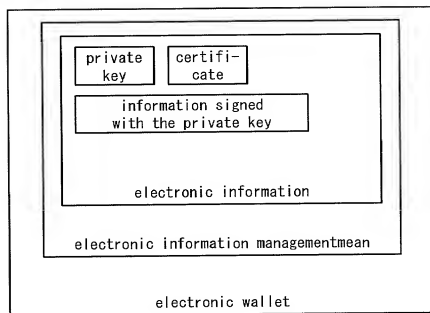 private
key
certifi-
cate
information signed
with the private key
electronic information
electronic information managementmean
electronic wallet